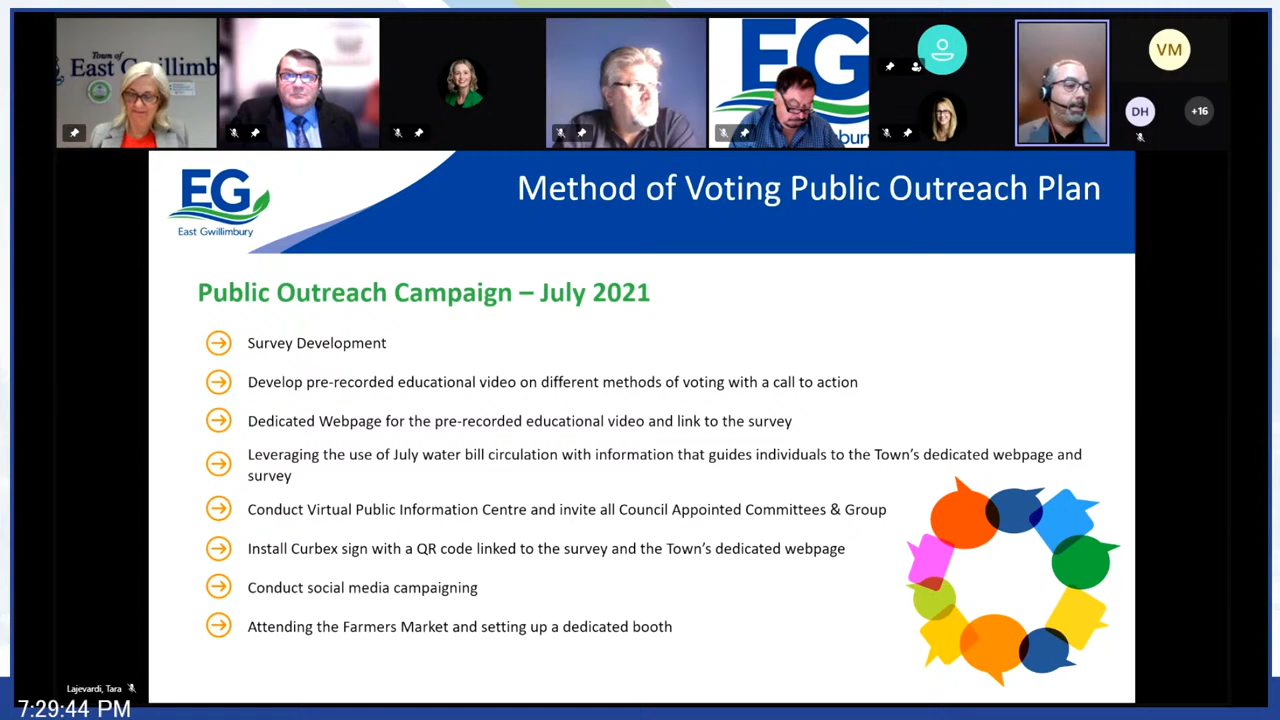 Town of
East Gwillimb
EG
bury
VM
DH
+16
EG
East Gwillimbury
Method of Voting Public Outreach Plan
Public Outreach Campaign – July 2021
Survey Development
Develop pre-recorded educational video on different methods of voting with a call to action
Dedicated Webpage for the pre-recorded educational video and link to the survey
Leveraging the use of July water bill circulation with information that guides individuals to the Town’s dedicated webpage and
survey
Conduct Virtual Public Information Centre and invite all Council Appointed Committees & Group
Install Curbex sign with a QR code linked to the survey and the Town’s dedicated webpage
Conduct social media campaigning
Attending the Farmers Market and setting up a dedicated booth
Lajevardi, Tara
7:29:44 PM